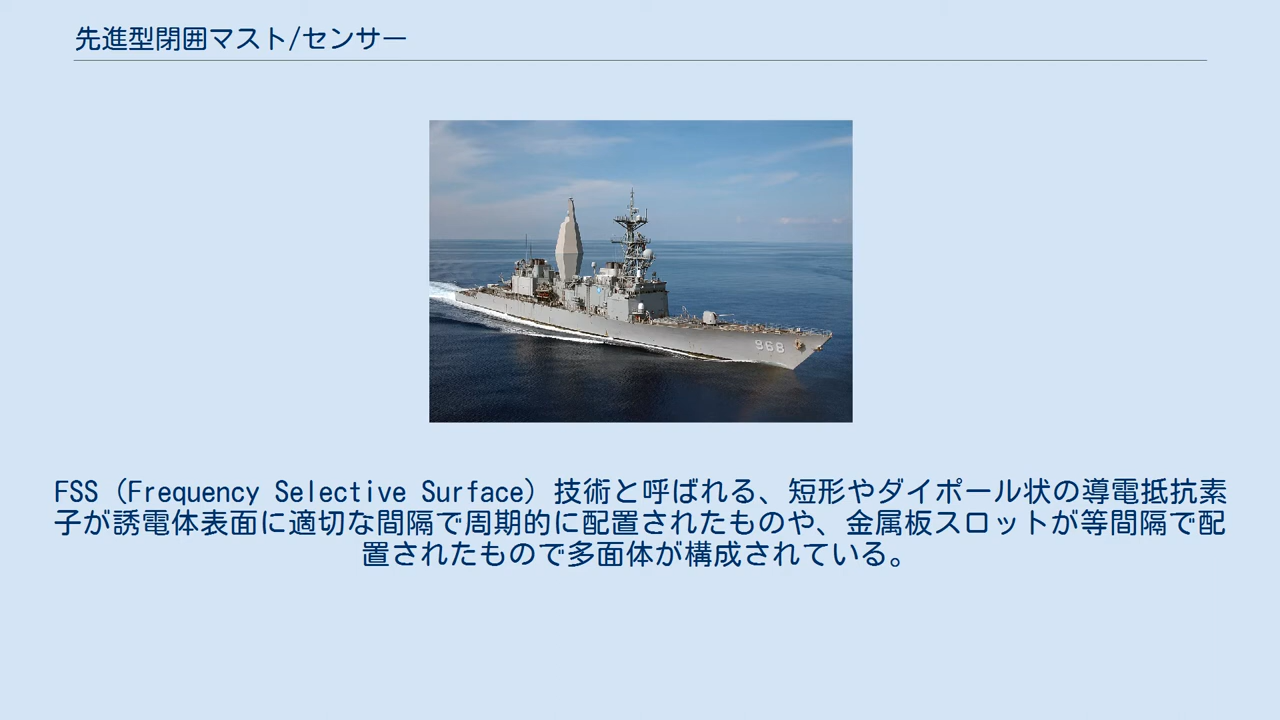 先進型閉囲マスト/センサー
968
FSS（Frequency Selective Surface）技術と呼ばれる、短形やダイポール状の導電抵抗素
子が誘電体表面に適切な間隔で周期的に配置されたものや、金属板スロットが等間隔で配
置されたもので多面体が構成されている。